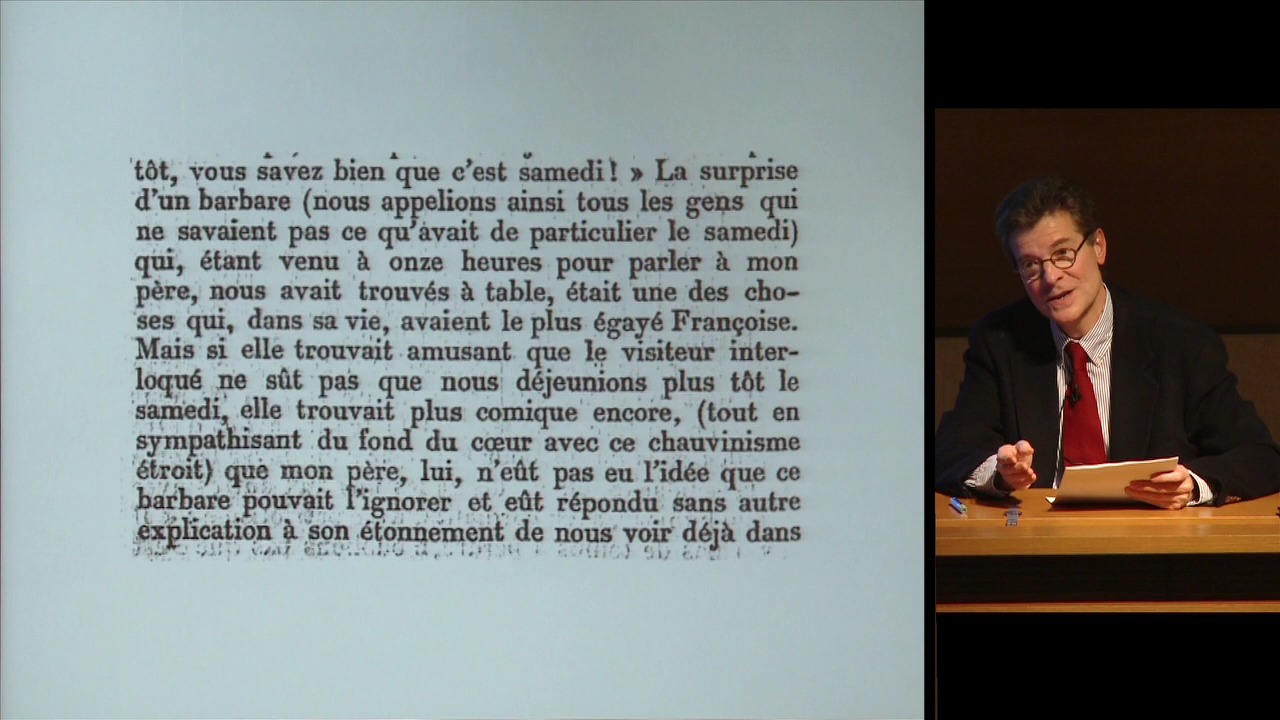 tôt, vous savez bien que c'est samedi ! » La surprise
d'un barbare (nous appelions ainsi tous les gens qui
ne savaient pas ce qu'avait de particulier le samedi)
qui, étant venu à onze heures pour parler à mon
père, nous avait trouvés à table, était une des cho-
ses qui, dans sa vie, avaient le plus égayé Françoise.
Mais si elle trouvait amusant que le visiteur inter-
loqué ne sût pas que nous déjeunions plus tôt le
samedi, elle trouvait plus comique encore, (tout en
sympathisant du fond du cœur avec ce chauvinisme
étroit) que mon père, lui, n'eût pas eu l'idée que ce
barbare pouvait l'ignorer et eût répondu sans autre
explication à son étonnement de nous voir déjà dans